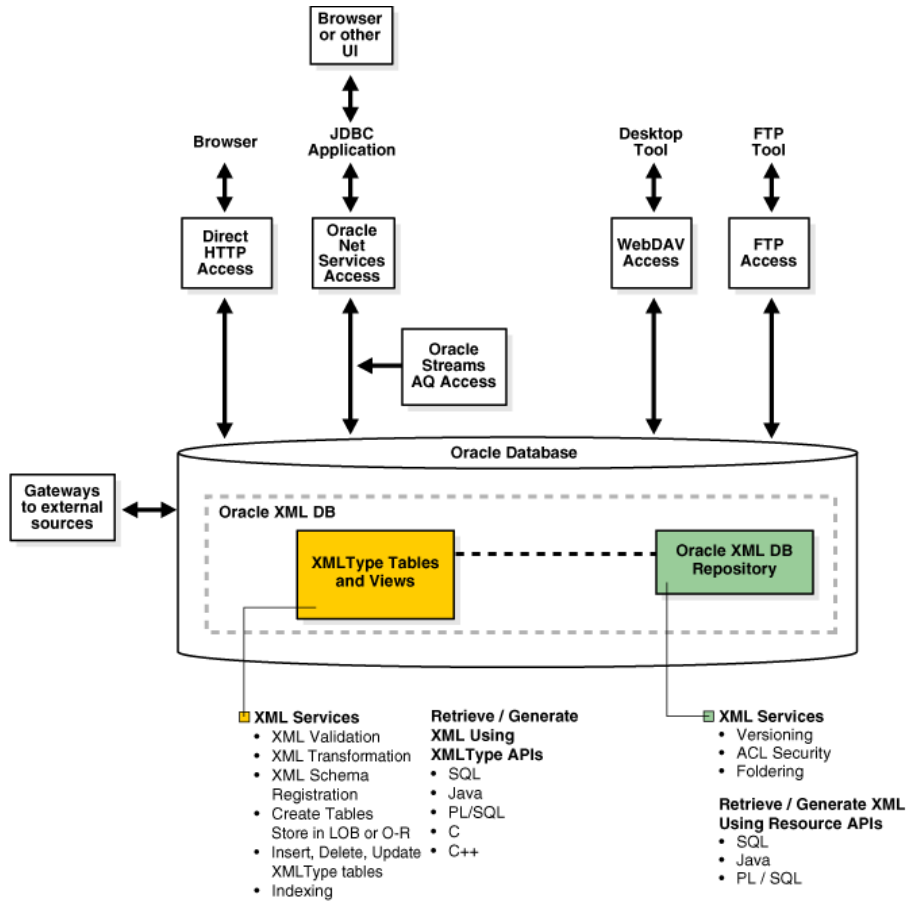 Browser
or other
UI
Browser
JDBC
Application
Desktop
Tool
FTP
Tool
Direct
HTTP
Access
Oracle
Net
Services
Access
WebDAV
Access
FTP
Access
Oracle
Streams
AQ Access
Oracle Database
Gateways
to external
sources
Oracle XML DB
XMLType Tables
and Views
Oracle XML DB
Repository
XML Services
• XML Validation
• XML Transformation
• XML Schema
Registration
• Create Tables
Store in LOB or O-R
• Insert, Delete, Update
XMLType tables
• Indexing
Retrieve / Generate
XML Using
XMLType APIs
• SQL
• Java
• PL/SQL
• C
• C++
XML Services
• Versioning
• ACL Security
• Foldering
Retrieve / Generate XML
Using Resource APIs
• SQL
• Java
• PL / SQL